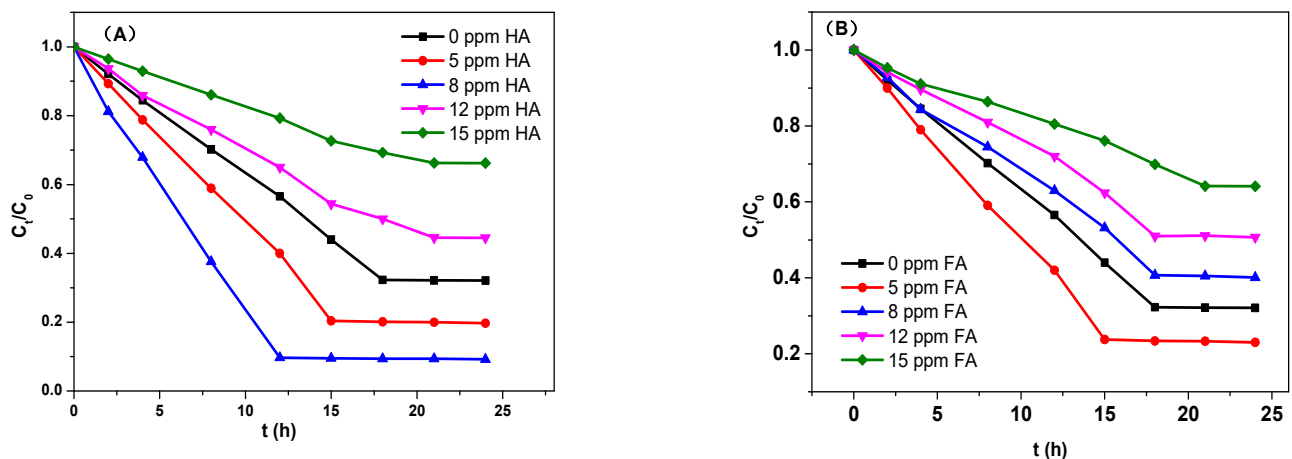 (A)
0 ppm HA
5 ppm HA
8 ppm HA
12 ppm HA
15 ppm HA
1.0
0.8
0.6
0.4
0.2
0.0
Ct/C0
0 5 10 15 20 25
t (h)
(B)
1.0
0.8
0.6
0.4
0.2
Ct/C0
0 ppm FA
5 ppm FA
8 ppm FA
12 ppm FA
15 ppm FA
0 5 10 15 20 25
t (h)